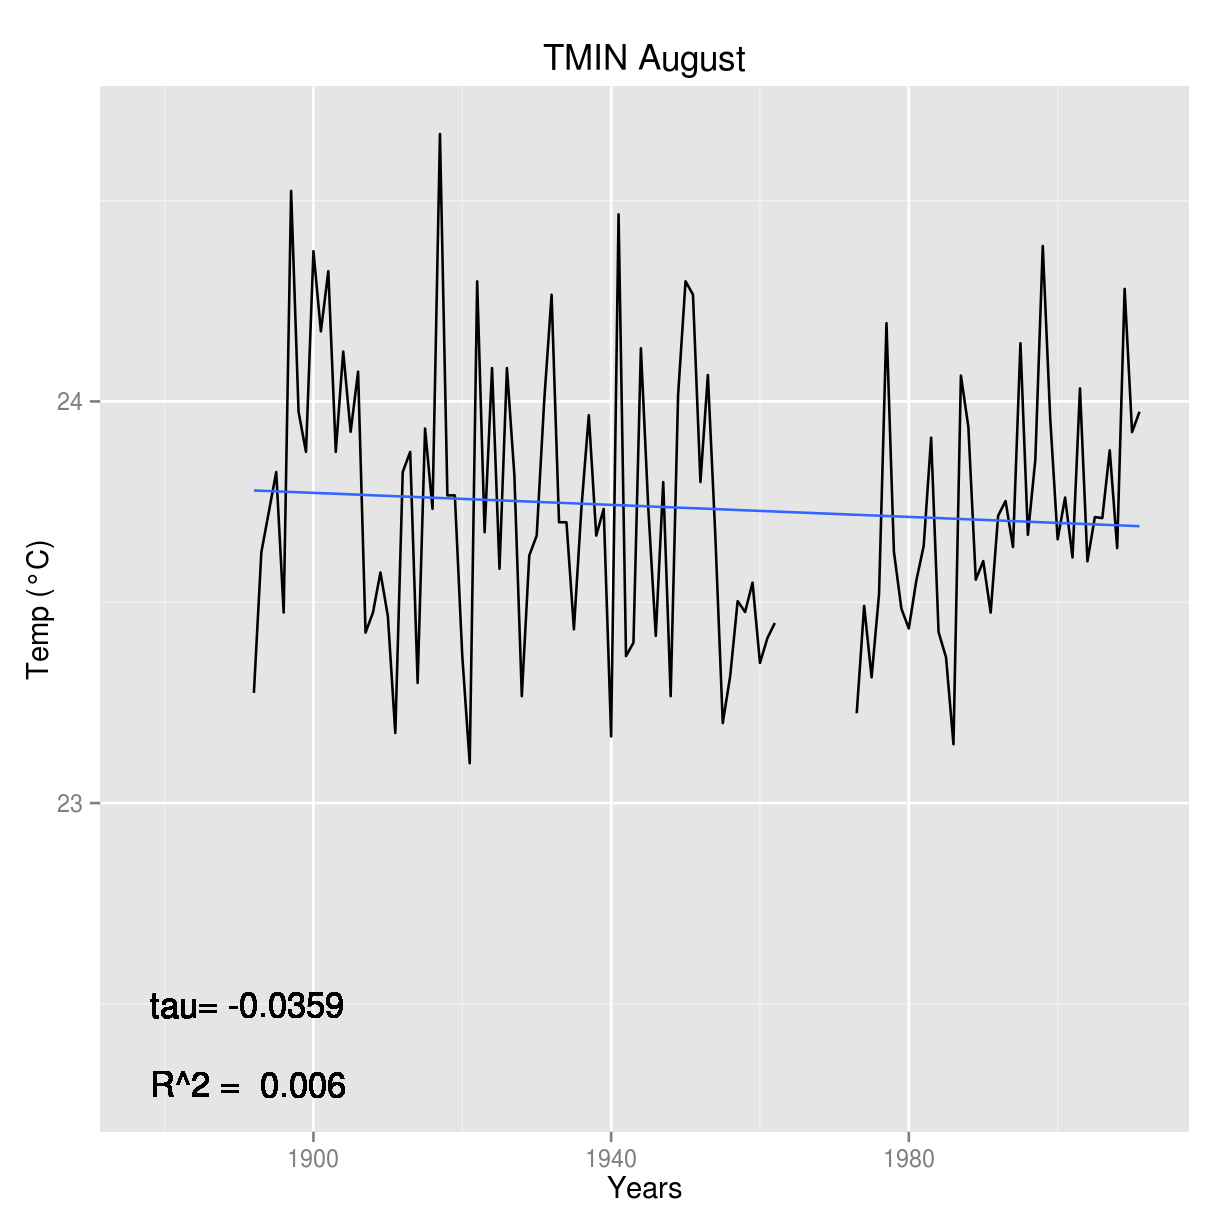 TMIN August
Temp (°C)
24
23
tau= -0.0359
R^2 =  0.006
1900
1940
1980
Years